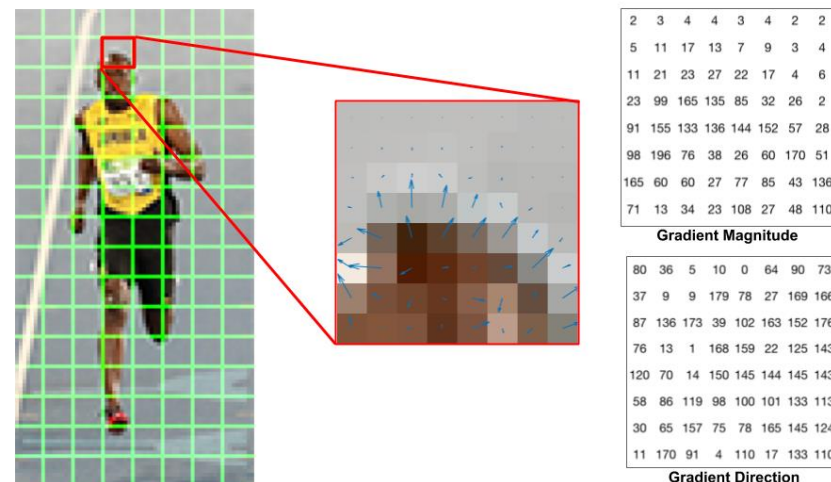 2 3 4 4 3 4 2 2
5 11 17 13 7 9 3 4
11 21 23 27 22 17 4 6
23 99 165 135 85 32 26 2
91 155 133 136 144 152 57 28
98 196 76 38 26 60 170 51
165 60 60 27 77 85 43 136
71 13 34 23 108 27 48 110
Gradient Magnitude
80 36 5 10 0 64 90 73
37 9 9 179 78 27 169 166
87 136 173 39 102 163 152 176
76 13 1 168 159 22 125 143
120 70 14 150 145 144 145 143
58 86 119 98 100 101 133 113
30 65 157 75 78 165 145 124
11 170 91 4 110 17 133 110
Gradient Direction